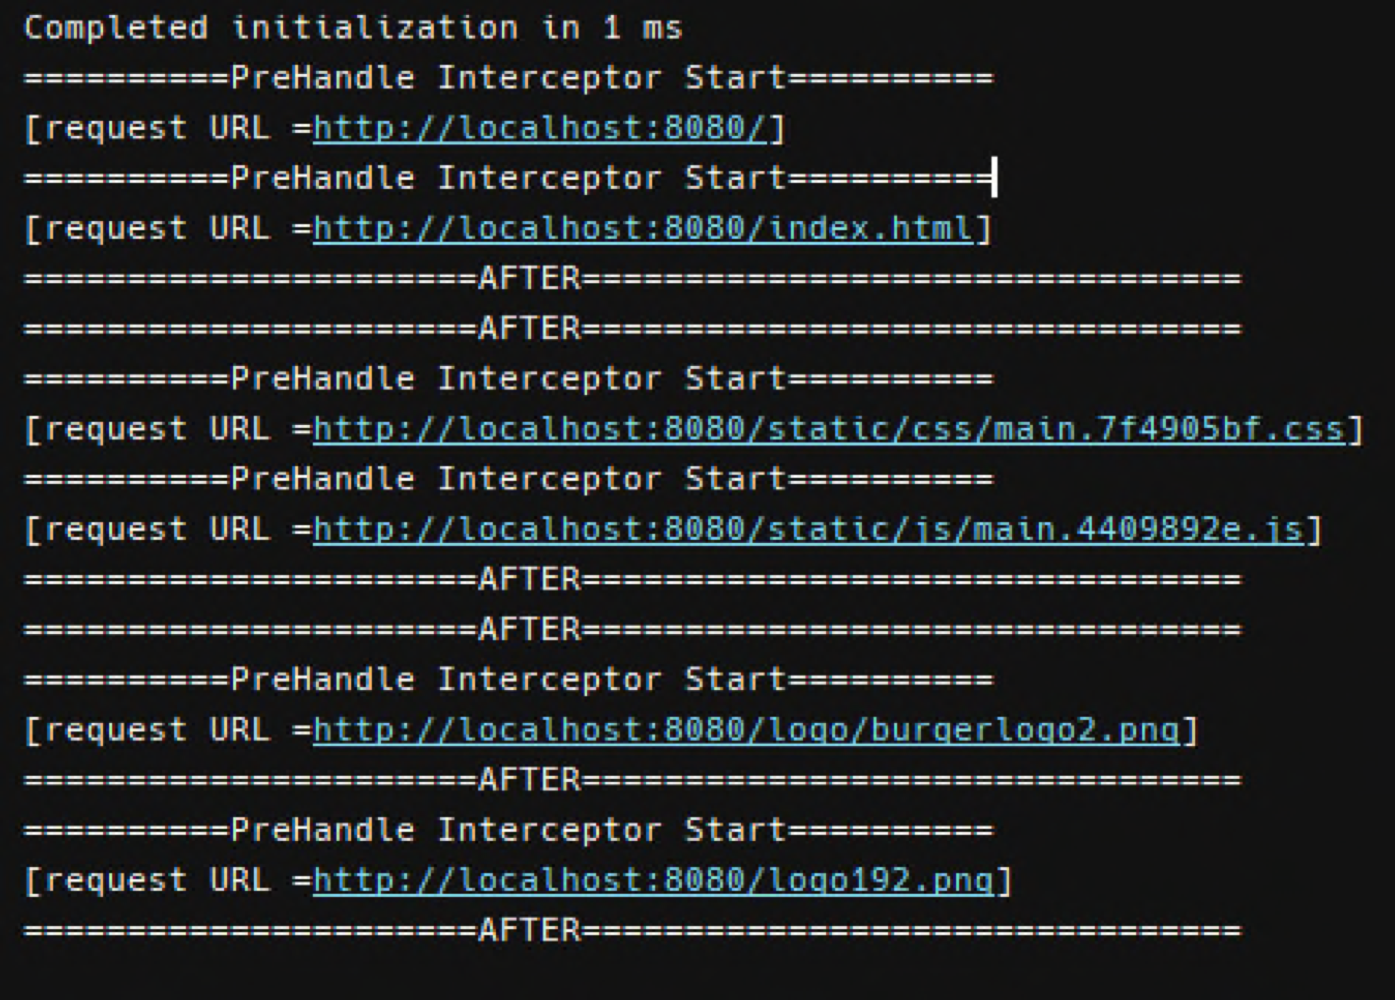 Completed initialization in 1 ms
==========PreHandle Interceptor Start==========
[request URL =http://localhost:8080/]
==========PreHandle Interceptor Start==========
[request URL =http://localhost:8080/index.html]
======================AFTER================================
======================AFTER================================
==========PreHandle Interceptor Start==========
[request URL =http://localhost:8080/static/css/main.7f4905bf.css]
==========PreHandle Interceptor Start==========
[request URL =http://localhost:8080/static/js/main.4409892e.js]
======================AFTER================================
======================AFTER================================
==========PreHandle Interceptor Start==========
[request URL =http://localhost:8080/logo/burgerlogo2.png]
======================AFTER================================
==========PreHandle Interceptor Start==========
[request URL =http://localhost:8080/logo192.png]
======================AFTER================================